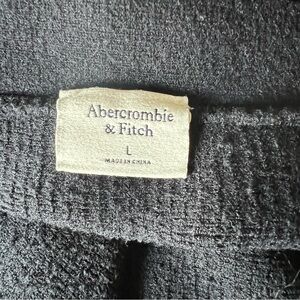 Abercrombie
& Fitch
L
MADE IN CHINA